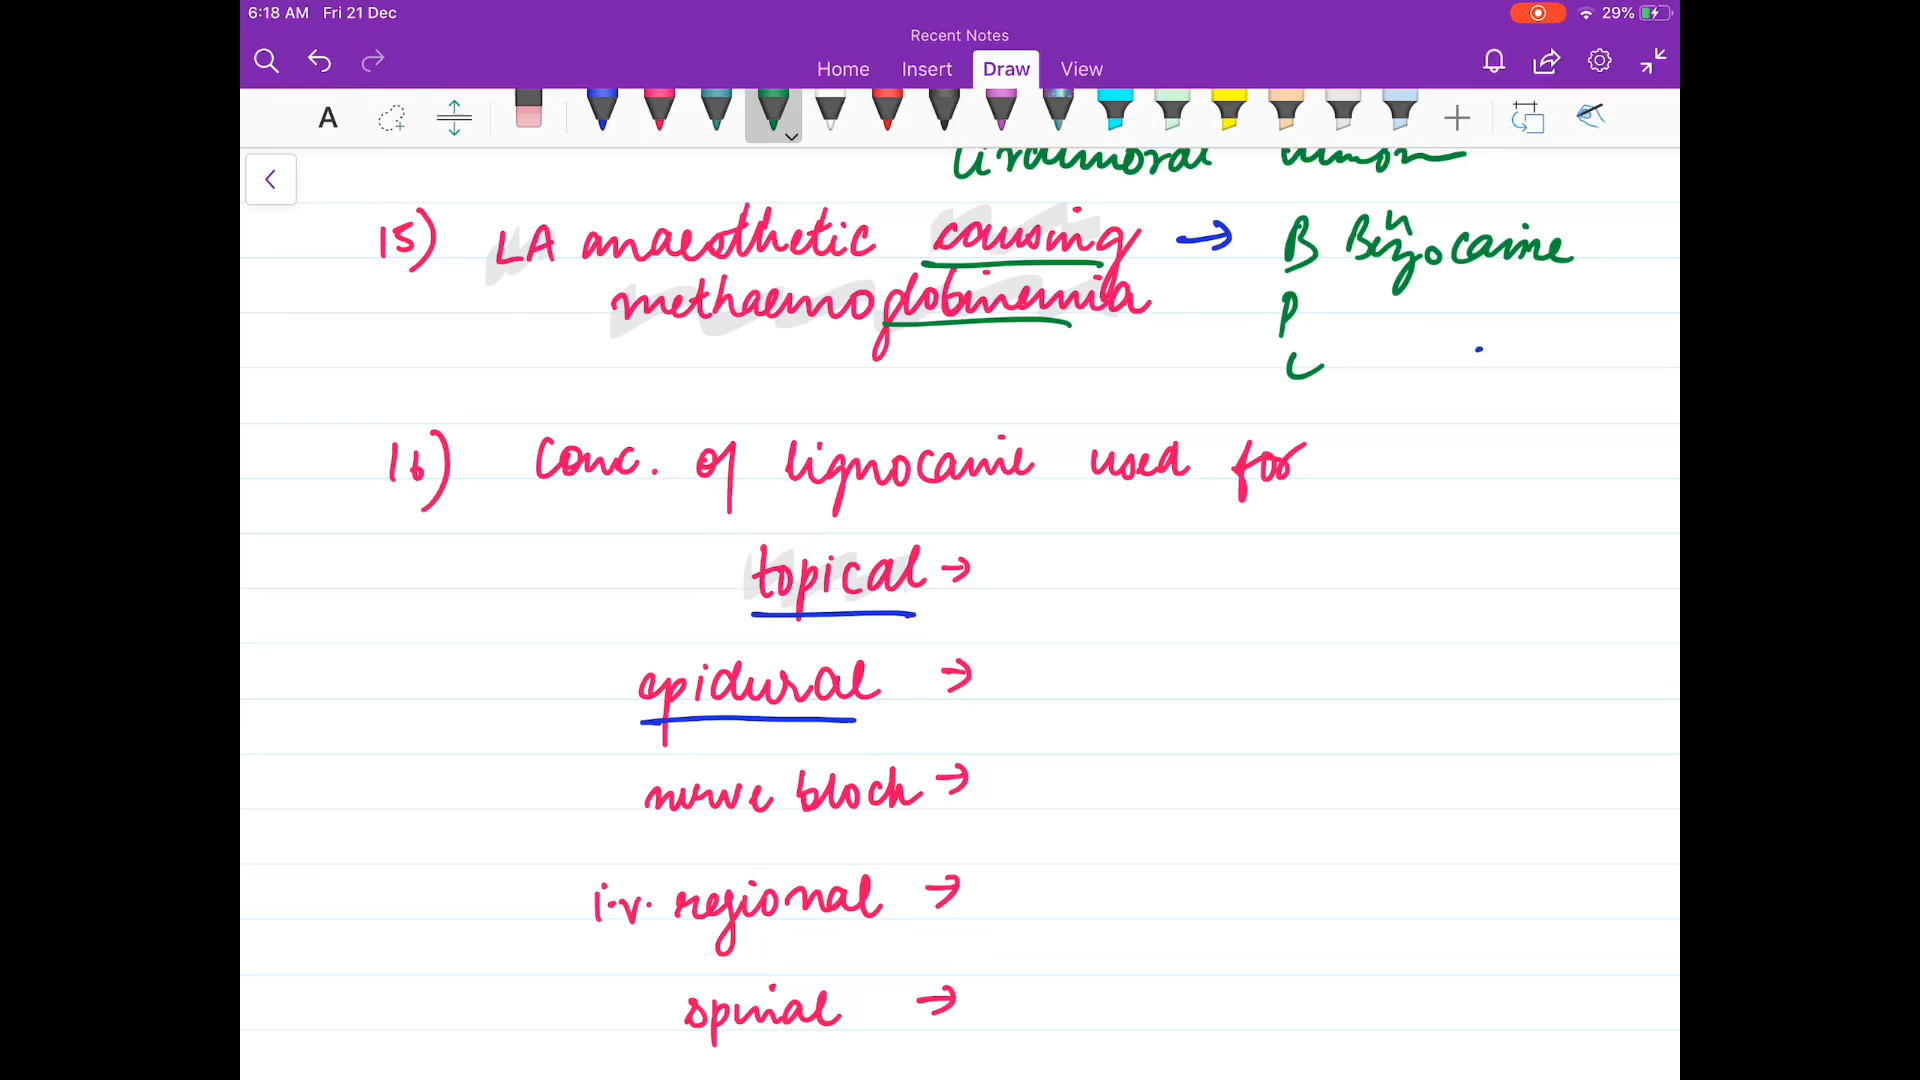 6:18 AM Fri 21 Dec
29%
Recent Notes
Home Insert Draw View
A
15) LA anaesthetic causing → B Benzocaine
methaemoglobinemia P
C
16) Conc. of lignocaine used for
topical →
epidural →
nerve block →
i.v. regional →
spinal →